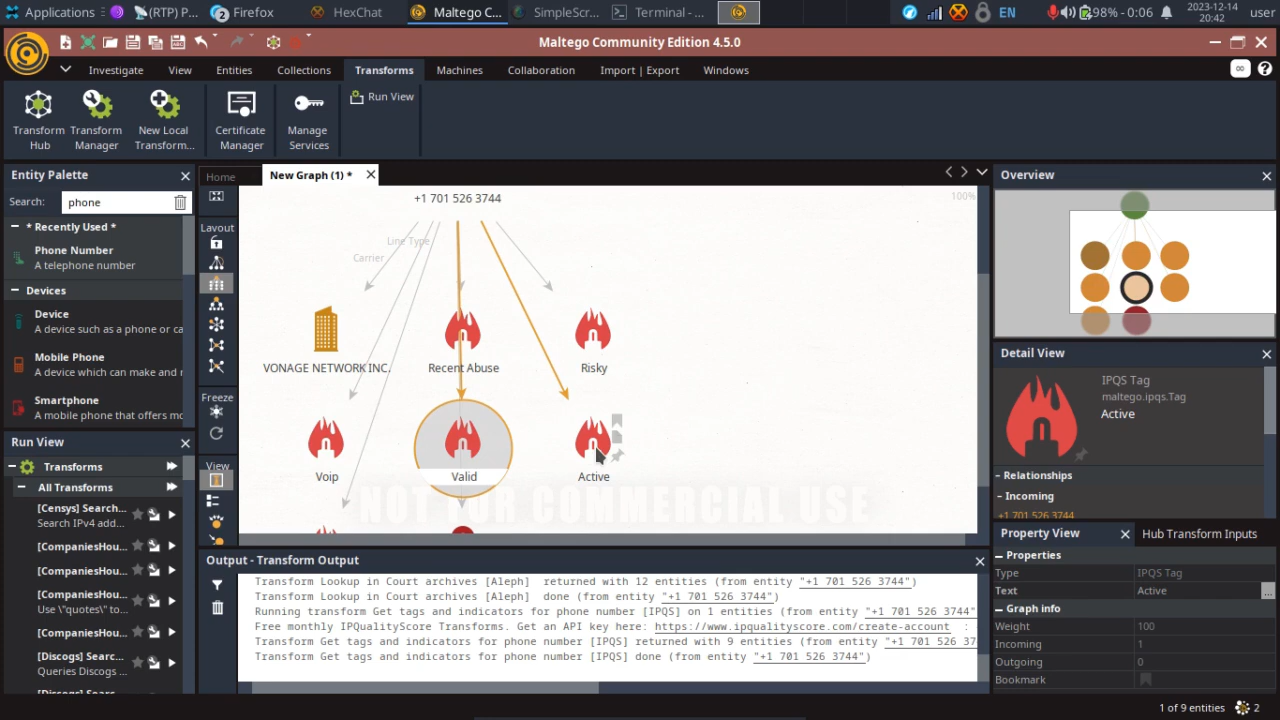 Applications
(RTP) P...
2 Firefox
HexChat
Maltego C...
SimpleScr...
Terminal - ...
EN
98% - 0:06
2023-12-14
20:42
user
Maltego Community Edition 4.5.0
Investigate View Entities Collections Transforms Machines Collaboration Import | Export Windows
Transform Hub
Transform Manager
New Local Transform...
Certificate Manager
Manage Services
Run View
Entity Palette
Search: phone
* Recently Used *
Phone Number
A telephone number
Devices
Device
A device such as a phone or ca
Mobile Phone
A device which can make and r
Smartphone
A mobile phone that offers mo
Run View
Transforms
All Transforms
[Censys] Search...
Search IPv4 add...
[CompaniesHou...
[CompaniesHou...
[CompaniesHou...
Use \"quotes\" to...
[CompaniesHou...
[Discogs] Searc...
Queries Discogs ...
Home
New Graph (1) *
Layout
Freeze
View
100%
+1 701 526 3744
Line Type
Carrier
VONAGE NETWORK INC.
Recent Abuse
Risky
Voip
Valid
Active
NOT FOR COMMERCIAL USE
Output - Transform Output
Transform Lookup in Court archives [Aleph] returned with 12 entities (from entity "+1 701 526 3744")
Transform Lookup in Court archives [Aleph] done (from entity "+1 701 526 3744")
Running transform Get tags and indicators for phone number [IPQS] on 1 entities (from entity "+1 701 526 3744"
Free monthly IPQualityScore Transforms. Get an API key here: https://www.ipqualityscore.com/create-account :
Transform Get tags and indicators for phone number [IPQS] returned with 9 entities (from entity "+1 701 526 37
Transform Get tags and indicators for phone number [IPQS] done (from entity "+1 701 526 3744")
Overview
Detail View
IPQS Tag
maltego.ipqs.Tag
Active
Relationships
Incoming
+1 701 526 3744
Property View
Hub Transform Inputs
Properties
Type IPQS Tag
Text Active
...
Graph info
Weight 100
Incoming 1
Outgoing 0
Bookmark
1 of 9 entities
2